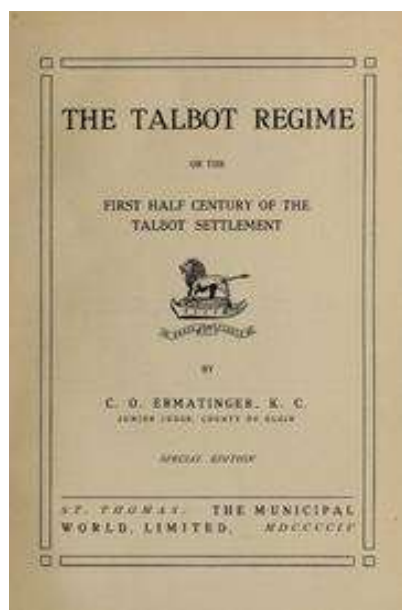 THE TALBOT REGIME
OR THE
FIRST HALF CENTURY OF THE
TALBOT SETTLEMENT
BY
C. O. ERMATINGER, K. C.
JUNIOR JUDGE, COUNTY OF ELGIN
SPECIAL EDITION
ST. THOMAS. THE MUNICIPAL
WORLD, LIMITED, MDCCCCIV